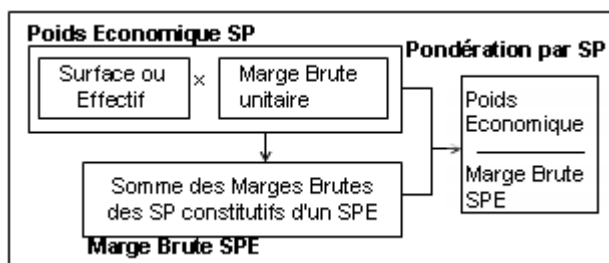 Poids Economique SP
Pondération par SP
Surface ou
Effectif
×
Marge Brute
unitaire
Poids
Economique
Marge Brute
SPE
Somme des Marges Brutes
des SP constitutifs d'un SPE
Marge Brute SPE